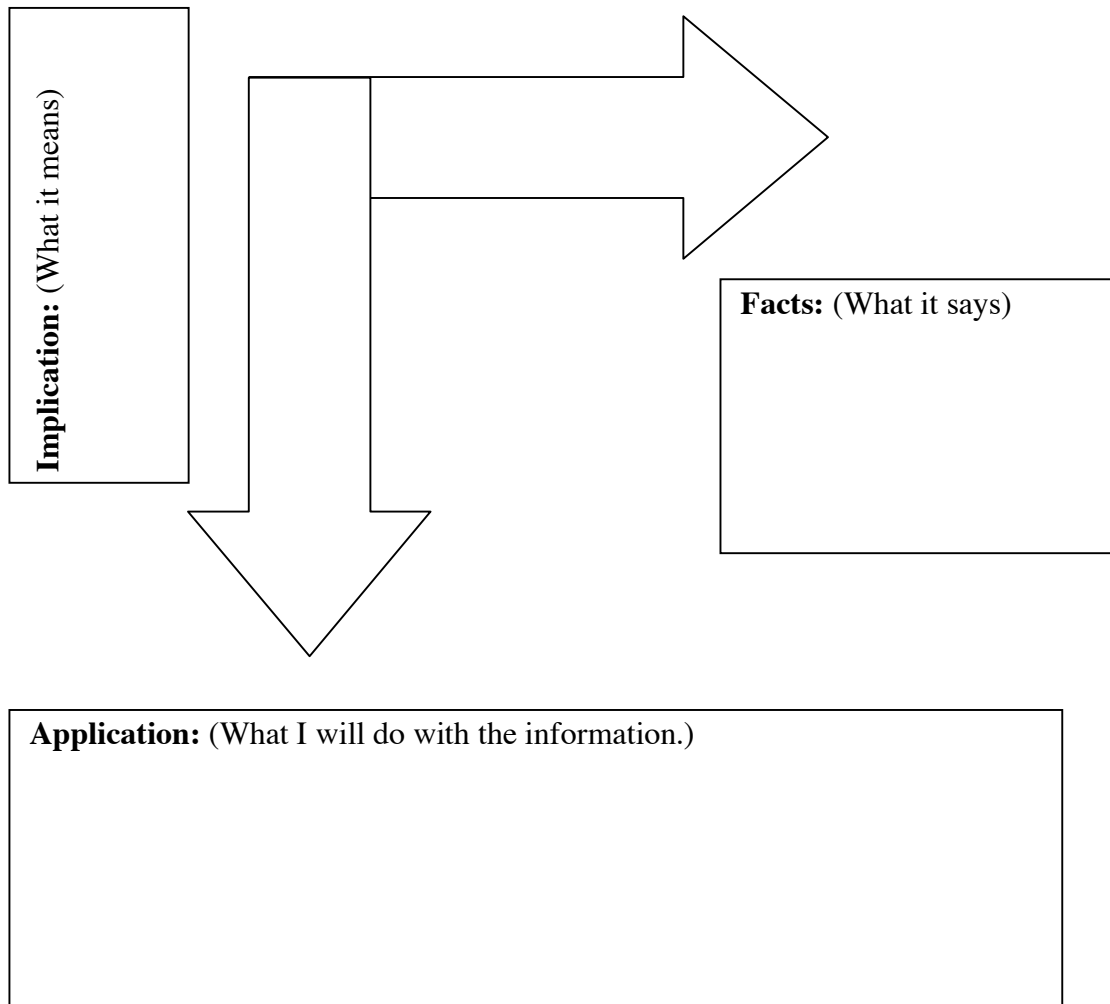 Implication: (What it means)
Facts: (What it says)
Application: (What I will do with the information.)